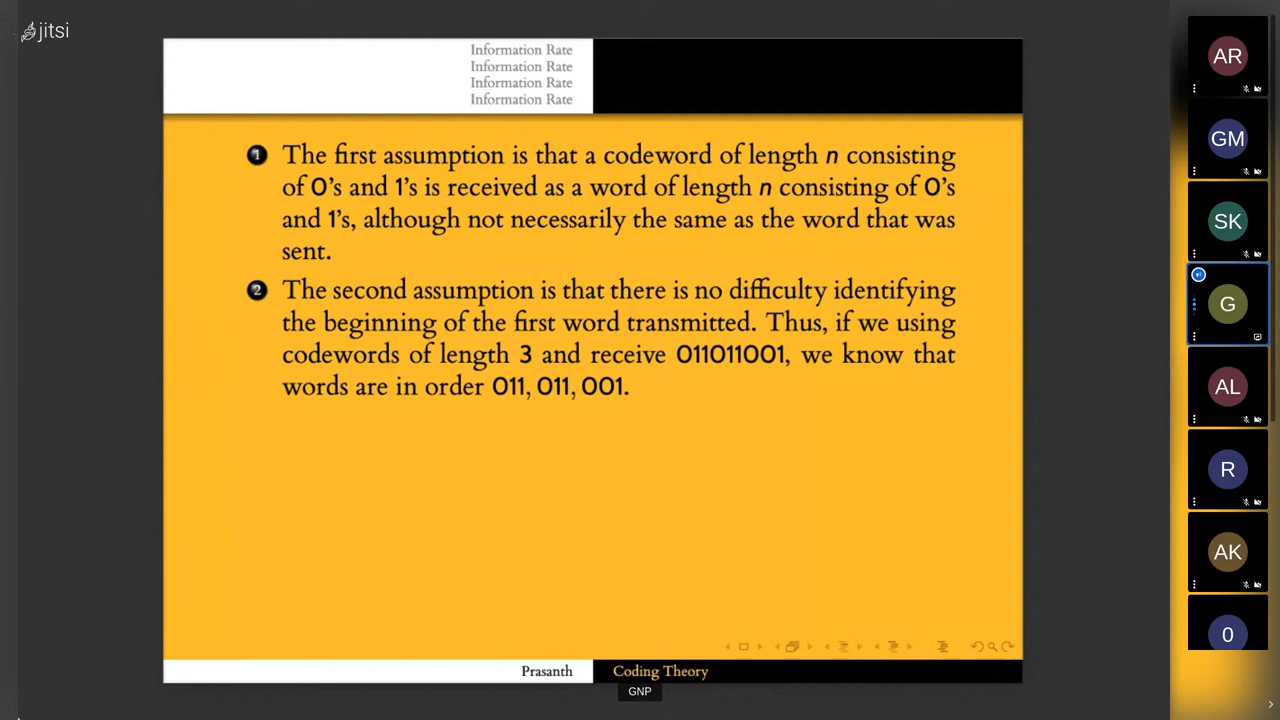 jitsi
Information Rate
Information Rate
Information Rate
Information Rate
1 The first assumption is that a codeword of length n consisting
of 0's and 1's is received as a word of length n consisting of 0's
and 1's, although not necessarily the same as the word that was
sent.
2 The second assumption is that there is no difficulty identifying
the beginning of the first word transmitted. Thus, if we using
codewords of length 3 and receive 011011001, we know that
words are in order 011, 011, 001.
Prasanth
Coding Theory
GNP
AR
GM
SK
G
AL
R
AK
0